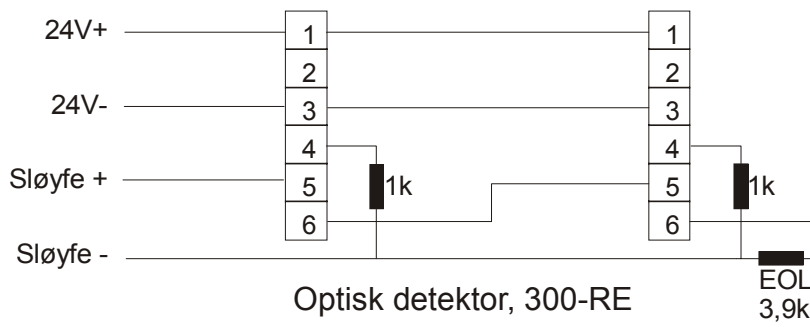 24V+
1
1
2
2
24V-
3
3
4
4
Sløyfe +
5
1k
5
1k
6
6
Sløyfe -
Optisk detektor, 300-RE
EOL
3,9k